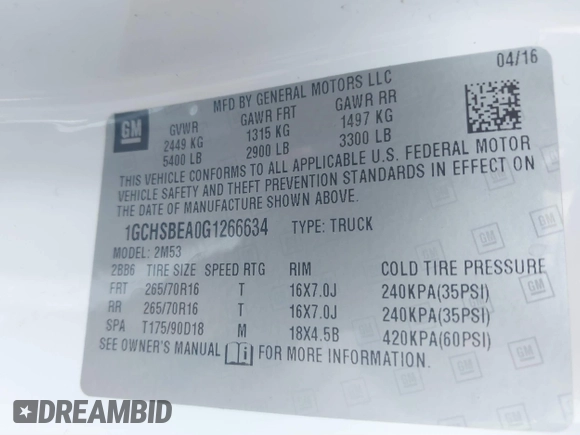 04/16
MFD BY GENERAL MOTORS LLC
GM
GVWR GAWR FRT GAWR RR
2449 KG 1315 KG 1497 KG
5400 LB 2900 LB 3300 LB
THIS VEHICLE CONFORMS TO ALL APPLICABLE U.S. FEDERAL MOTOR
VEHICLE SAFETY AND THEFT PREVENTION STANDARDS IN EFFECT ON
THE DATE OF MANUFACTURE SHOWN ABOVE.
1GCHSBEA0G1266634 TYPE: TRUCK
MODEL: 2M53
2BB6 TIRE SIZE SPEED RTG RIM COLD TIRE PRESSURE
FRT 265/70R16 T 16X7.0J 240KPA(35PSI)
RR 265/70R16 T 16X7.0J 240KPA(35PSI)
SPA T175/90D18 M 18X4.5B 420KPA(60PSI)
SEE OWNER'S MANUAL FOR MORE INFORMATION.
DREAMBID